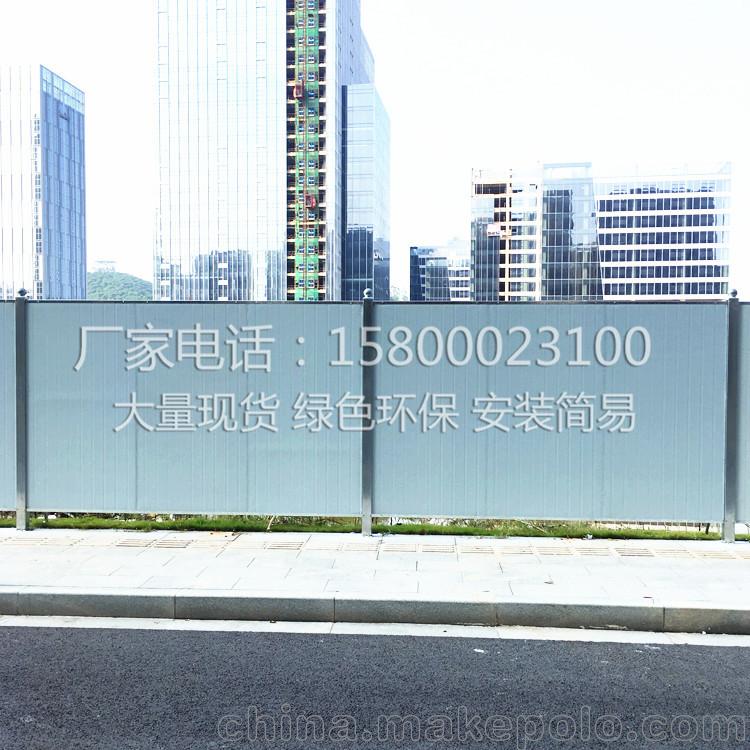 厂家电话：15800023100
大量现货 绿色环保 安装简易
china.makepolo.com